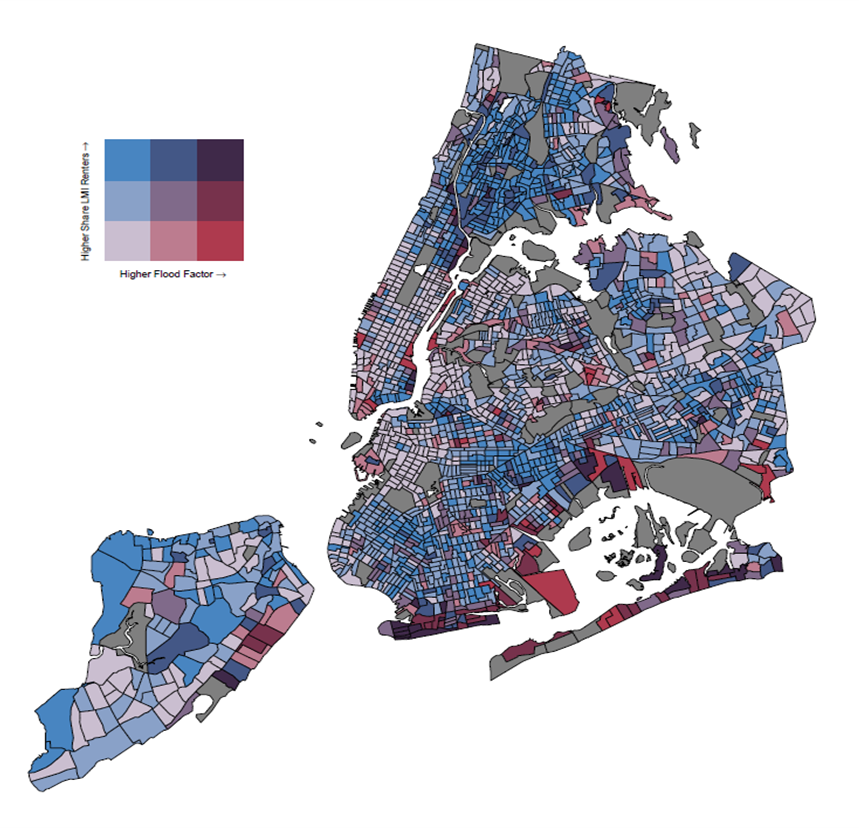 Higher Share LMI Renters →
Higher Flood Factor →